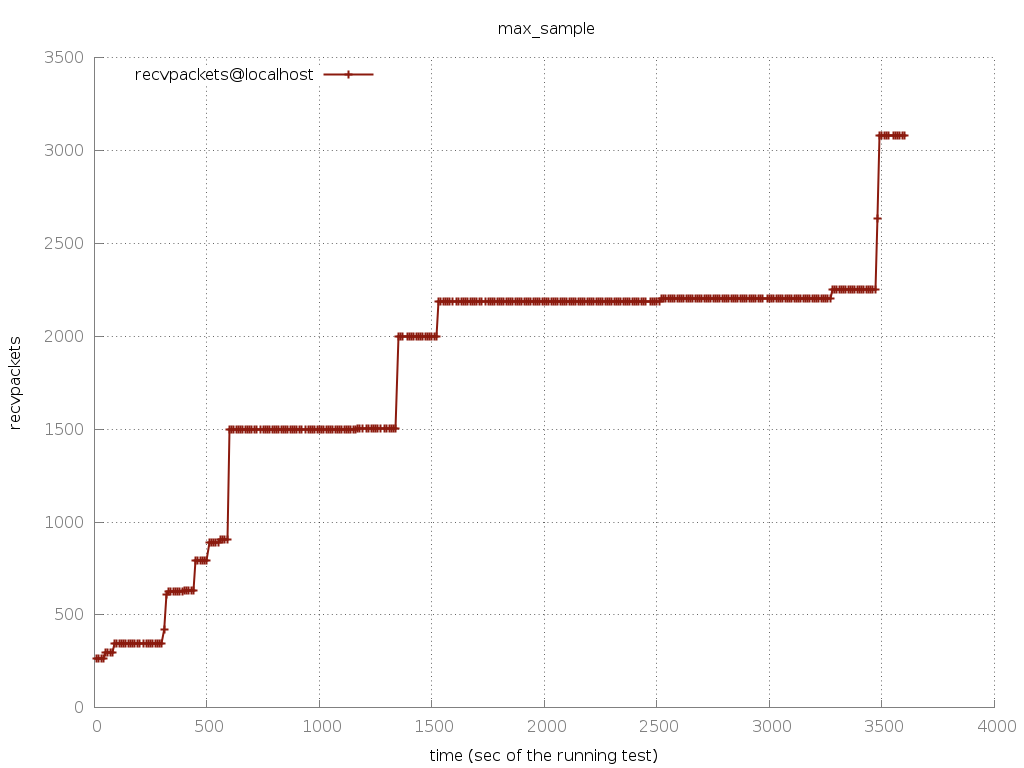 max_sample
3500
recvpackets@localhost
3000
2500
2000
1500
1000
500
0
recvpackets
0 500 1000 1500 2000 2500 3000 3500 4000
time (sec of the running test)